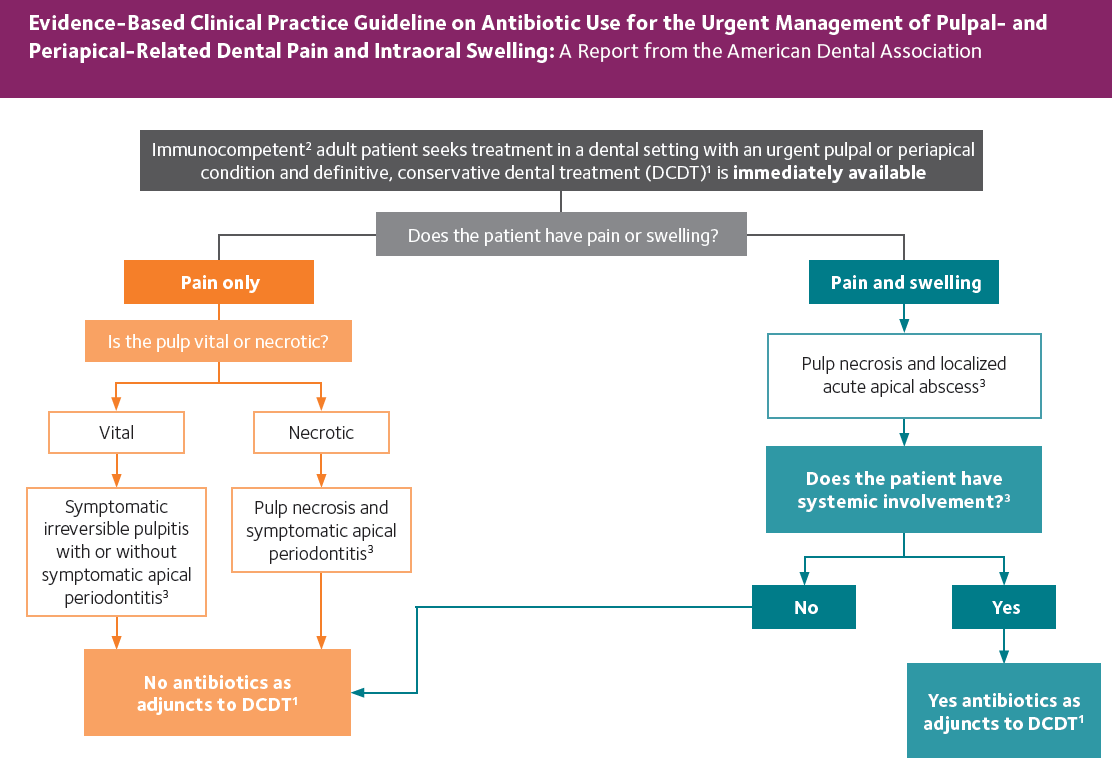 Evidence-Based Clinical Practice Guideline on Antibiotic Use for the Urgent Management of Pulpal- and
Periapical-Related Dental Pain and Intraoral Swelling: A Report from the American Dental Association
Immunocompetent² adult patient seeks treatment in a dental setting with an urgent pulpal or periapical
condition and definitive, conservative dental treatment (DCDT)¹ is immediately available
Does the patient have pain or swelling?
Pain only
Is the pulp vital or necrotic?
Vital
Symptomatic
irreversible pulpitis
with or without
symptomatic apical
periodontitis³
Necrotic
Pulp necrosis and
symptomatic apical
periodontitis³
No antibiotics as
adjuncts to DCDT¹
Pain and swelling
Pulp necrosis and localized
acute apical abscess³
Does the patient have
systemic involvement?³
No
Yes
Yes antibiotics as
adjuncts to DCDT¹